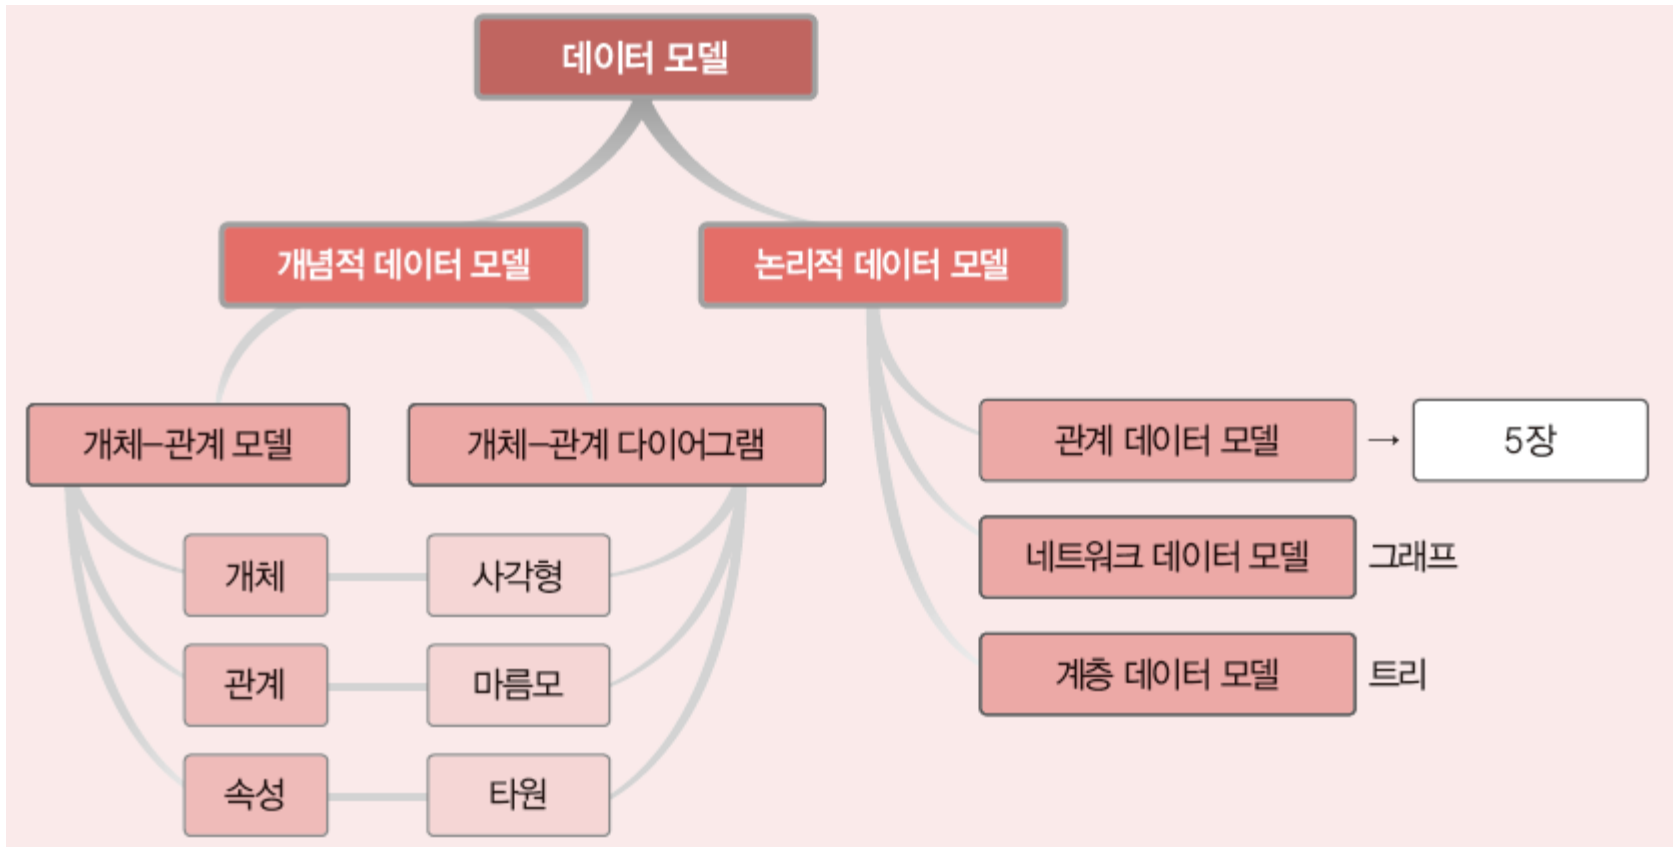 데이터 모델
개념적 데이터 모델
논리적 데이터 모델
개체-관계 모델
개체-관계 다이어그램
관계 데이터 모델 → 5장
네트워크 데이터 모델 그래프
계층 데이터 모델 트리
개체
사각형
관계
마름모
속성
타원